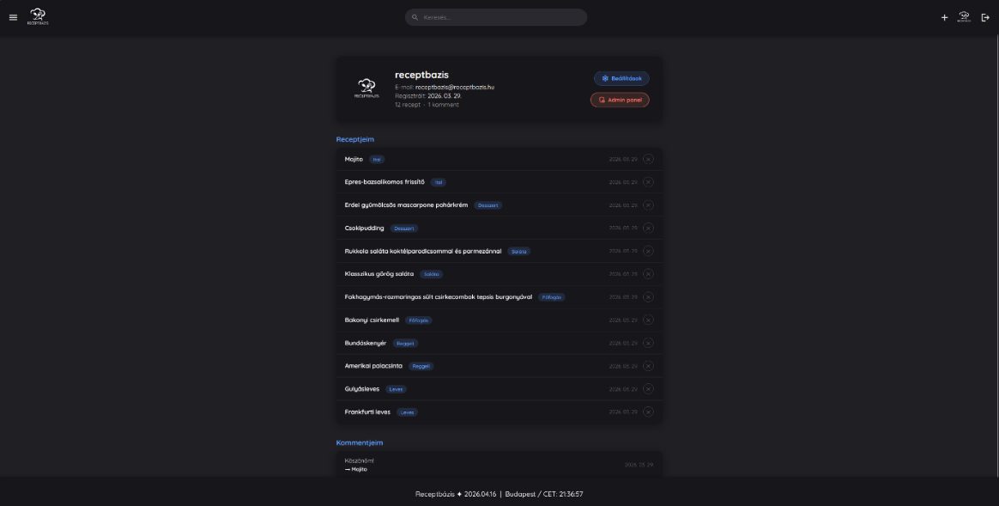 RECEPTBÁZIS
Keresés...
RECEPTBÁZIS
receptbazis
E-mail: receptbazis@receptbazis.hu
Regisztrált: 2026. 03. 29.
12 recept · 1 komment
Beállítások
Admin panel
Receptjeim
Mojito Ital 2026. 03. 29.
Epres-bazsalikomos frissítő Ital 2026. 03. 29.
Erdei gyümölcsös mascarpone pohárkrém Desszert 2026. 03. 29.
Csokipudding Desszert 2026. 03. 29.
Rukkola saláta koktélparadicsommal és parmezánnal Saláta 2026. 03. 29.
Klasszikus görög saláta Saláta 2026. 03. 29.
Fokhagymás-rozmaringos sült csirkecombok tepsis burgonyával Főfogás 2026. 03. 29.
Bakonyi csirkemell Főfogás 2026. 03. 29.
Bundáskenyér Reggeli 2026. 03. 29.
Amerikai palacsinta Reggeli 2026. 03. 29.
Gulyásleves Leves 2026. 03. 29.
Frankfurti leves Leves 2026. 03. 29.
Kommentjeim
Köszönöm! 2026. 03. 29.
→ Mojito
Receptbázis ✦ 2026.04.16 | Budapest / CET: 21:36:57